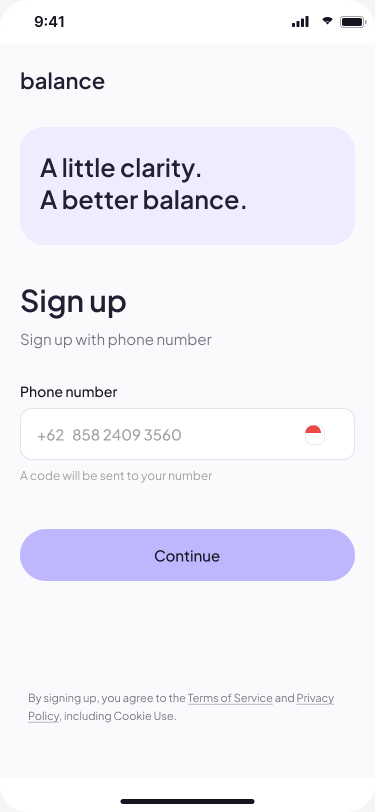 9:41
balance
A little clarity.
A better balance.
Sign up
Sign up with phone number
Phone number
+62 858 2409 3560
A code will be sent to your number
Continue
By signing up, you agree to the Terms of Service and Privacy
Policy, including Cookie Use.